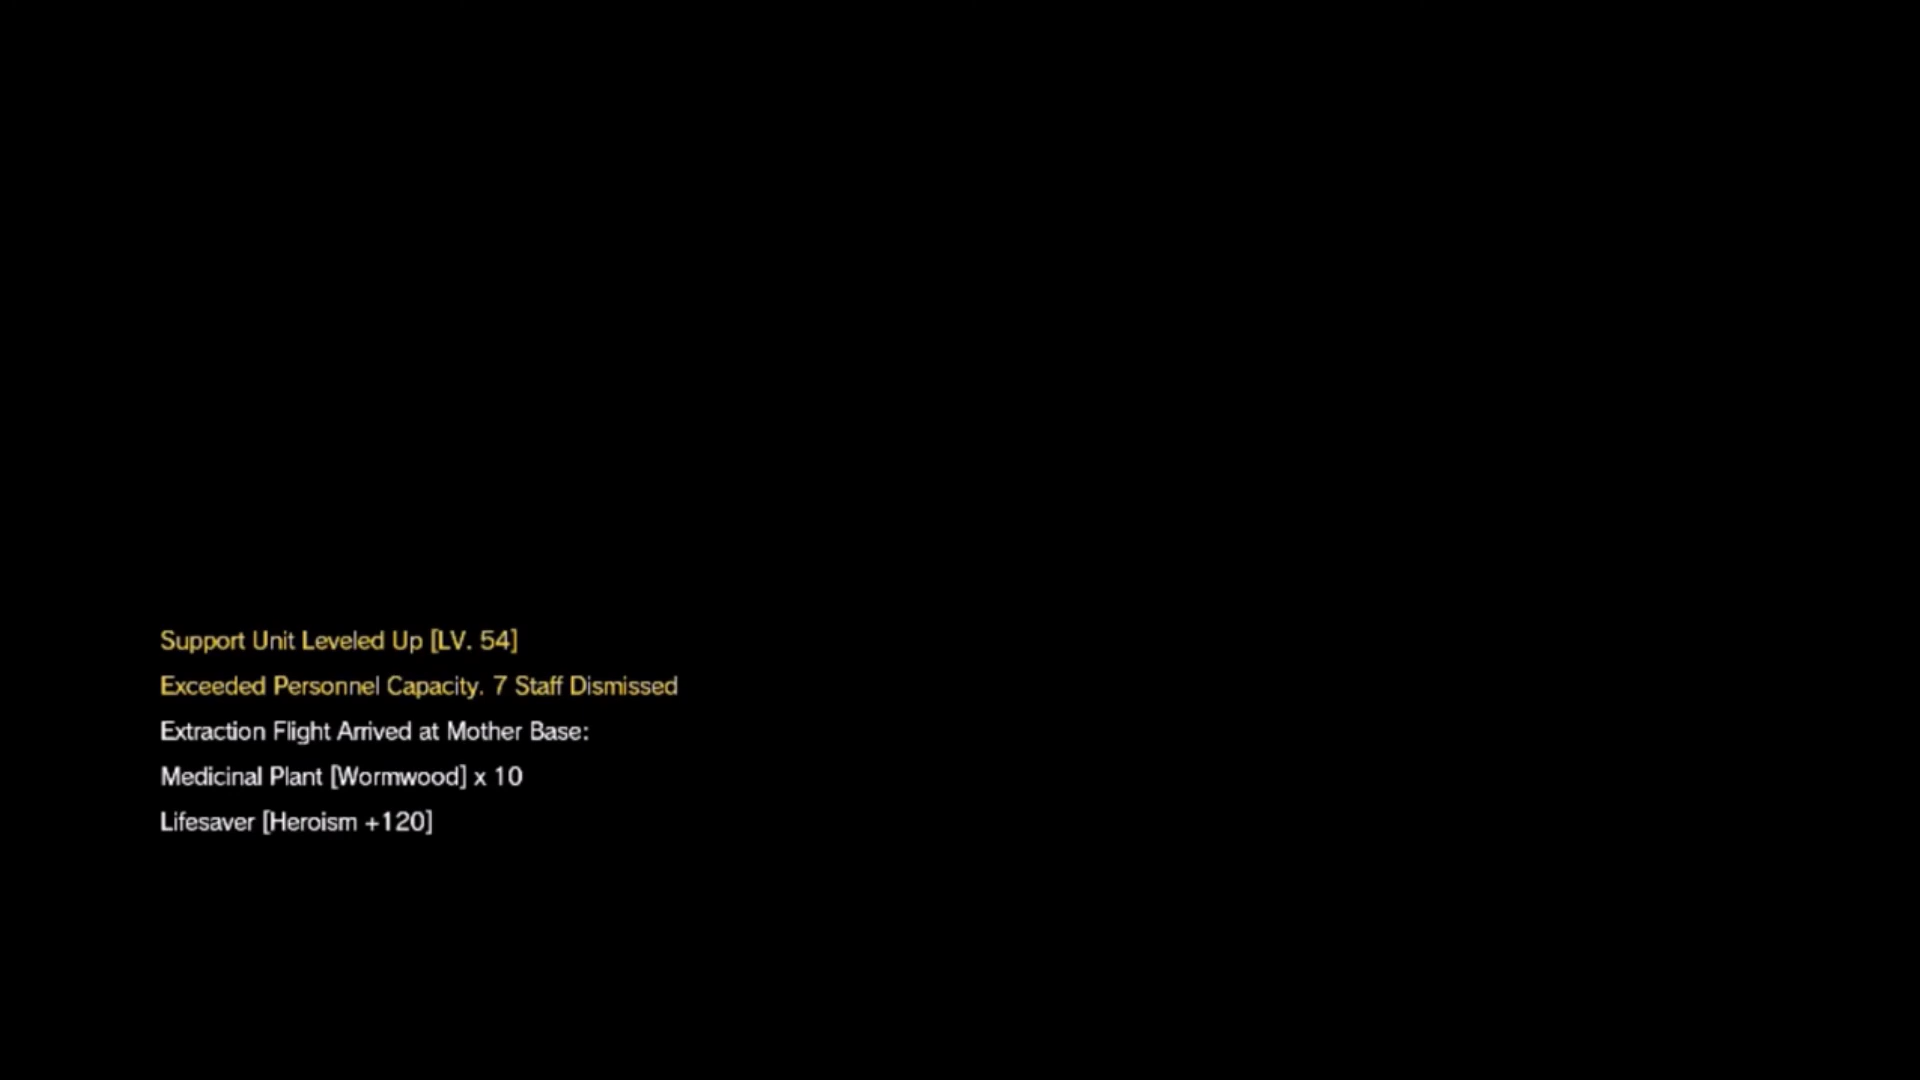 Support Unit Leveled Up [LV. 54]
Exceeded Personnel Capacity. 7 Staff Dismissed
Extraction Flight Arrived at Mother Base:
Medicinal Plant [Wormwood] x 10
Lifesaver [Heroism +120]